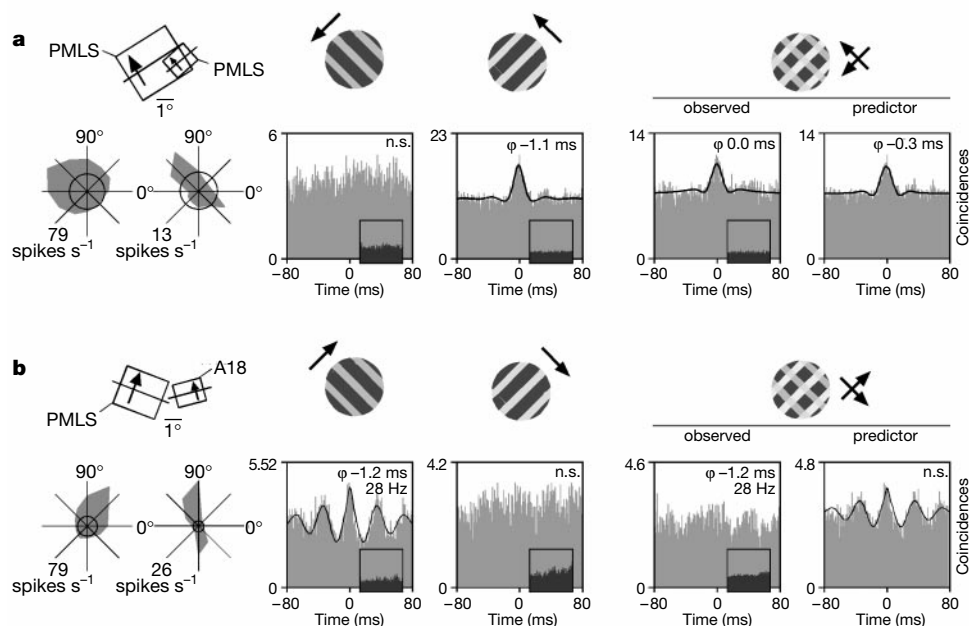 a
PMLS
PMLS
1°
observed
predictor
90°
90°
0°
0°
79
spikes s⁻¹
13
spikes s⁻¹
6
n.s.
0
−80
0
80
Time (ms)
23
φ −1.1 ms
0
−80
0
80
Time (ms)
14
φ 0.0 ms
0
−80
0
80
Time (ms)
14
φ −0.3 ms
0
−80
0
80
Time (ms)
Coincidences
b
A18
PMLS
1°
observed
predictor
90°
90°
0°
0°
79
spikes s⁻¹
26
spikes s⁻¹
5.52
φ −1.2 ms
28 Hz
0
−80
0
80
Time (ms)
4.2
n.s.
0
−80
0
80
Time (ms)
4.6
φ −1.2 ms
28 Hz
0
−80
0
80
Time (ms)
4.8
n.s.
0
−80
0
80
Time (ms)
Coincidences